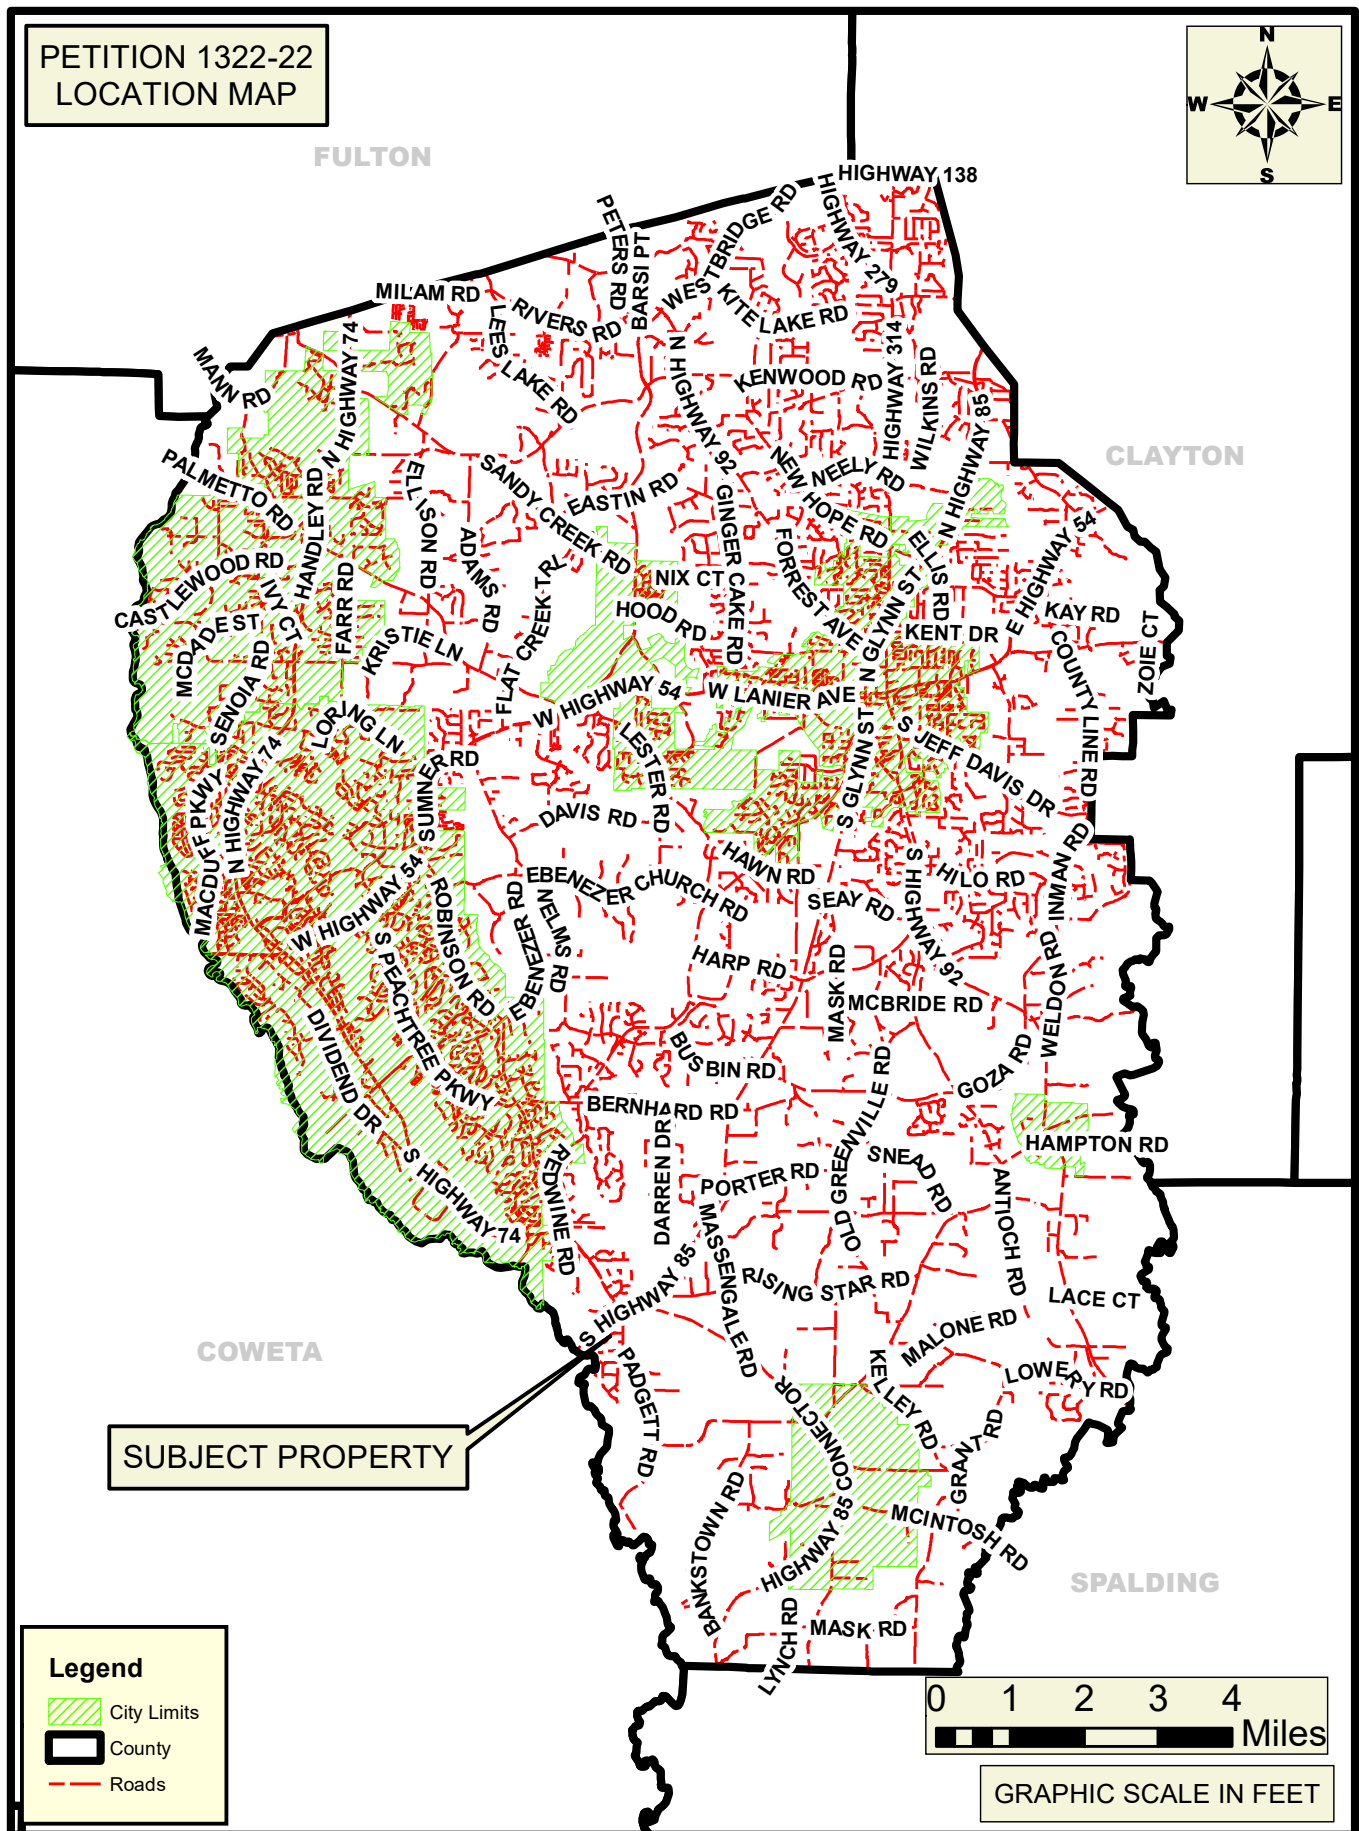 PETITION 1322-22
LOCATION MAP
N
W
E
S
FULTON
HIGHWAY 138
PETERS RD
BARSI PT
WESTBRIDGE RD
HIGHWAY 279
MILAM RD
RIVERS RD
KITE LAKE RD
LEES LAKE RD
N HIGHWAY 74
N HIGHWAY 92
HIGHWAY 314
WILKINS RD
MANN RD
KENWOOD RD
N HIGHWAY 85
CLAYTON
PALMETTO RD
HANDLEY RD
ELLISON RD
SANDY CREEK RD
EASTIN RD
GINGER CAKE RD
NEW HOPE RD
NEELY RD
E HIGHWAY 54
ADAMS RD
FLAT CREEK TRL
NIX CT
FORREST AVE
ELLIS RD
N GLYNN ST
CASTLEWOOD RD
IVY CT
FARR RD
MCDADE ST
KRISTIE LN
HOOD RD
KENT DR
KAY RD
COUNTY LINE RD
ZOIE CT
SENOIA RD
LORING LN
W HIGHWAY 54
W LANIER AVE
N HIGHWAY 74
SUMNER RD
LESTER RD
S GLYNN ST
S JEFF DAVIS DR
MACDUFF PKWY
DAVIS RD
W HIGHWAY 54
ROBINSON RD
EBENEZER RD
EBENEZER CHURCH RD
NELMS RD
HAWN RD
SEAY RD
S HIGHWAY 92
HILO RD
INMAN RD
S PEACHTREE PKWY
HARP RD
MASK RD
MCBRIDE RD
WELDON RD
DIVIDEND DR
BUSBIN RD
GOZA RD
BERNHARD RD
DARREN DR
OLD GREENVILLE RD
HAMPTON RD
S HIGHWAY 74
REDWINE RD
PORTER RD
SNEAD RD
ANTIOCH RD
MASSENGALE RD
S HIGHWAY 85
RISING STAR RD
LACE CT
COWETA
MALONE RD
PADGETT RD
KELLEY RD
LOWERY RD
SUBJECT PROPERTY
HIGHWAY 85 CONNECTOR
GRANT RD
BANKSTOWN RD
MCINTOSH RD
SPALDING
LYNCH RD
MASK RD
Legend
City Limits
County
Roads
0 1 2 3 4
Miles
GRAPHIC SCALE IN FEET